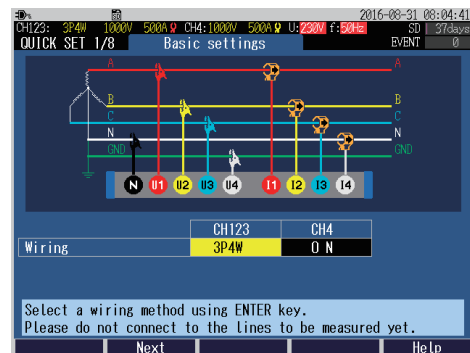 2016-08-31 08:04:41
CH123: 3P4W 1000V 500A CH4:1000V 500A U:230V f:50Hz SD 37days
QUICK SET 1/8 Basic settings EVENT 0
A A
B B
C C
N N
GND GND
N U1 U2 U3 U4 I1 I2 I3 I4
CH123 CH4
Wiring 3P4W O N
Select a wiring method using ENTER key.
Please do not connect to the lines to be measured yet.
Next Help